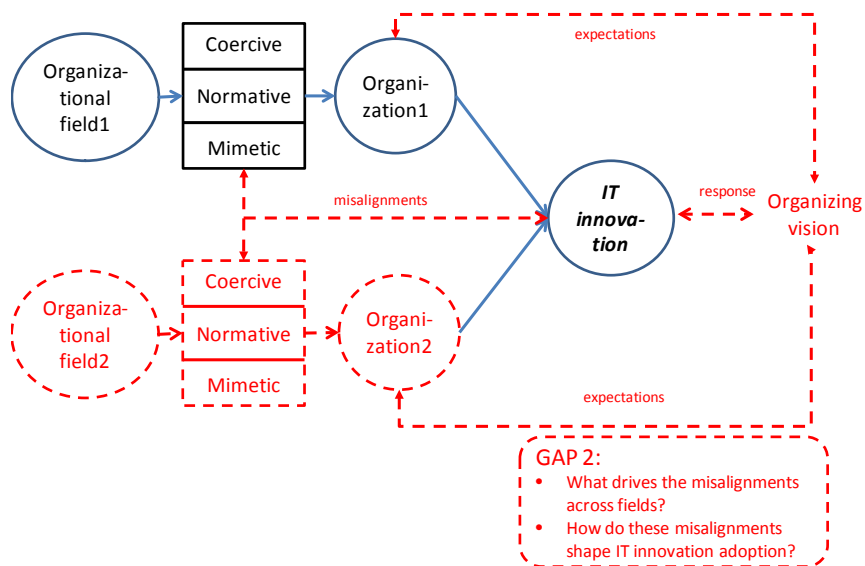 Coercive
expectations
Organiza-
tional
field1
Normative
Organi-
zation1
Mimetic
IT
innova-
tion
response
Organizing
vision
misalignments
Coercive
Organiza-
tional
field2
Normative
Organi-
zation2
Mimetic
expectations
GAP 2:
• What drives the misalignments
across fields?
• How do these misalignments
shape IT innovation adoption?